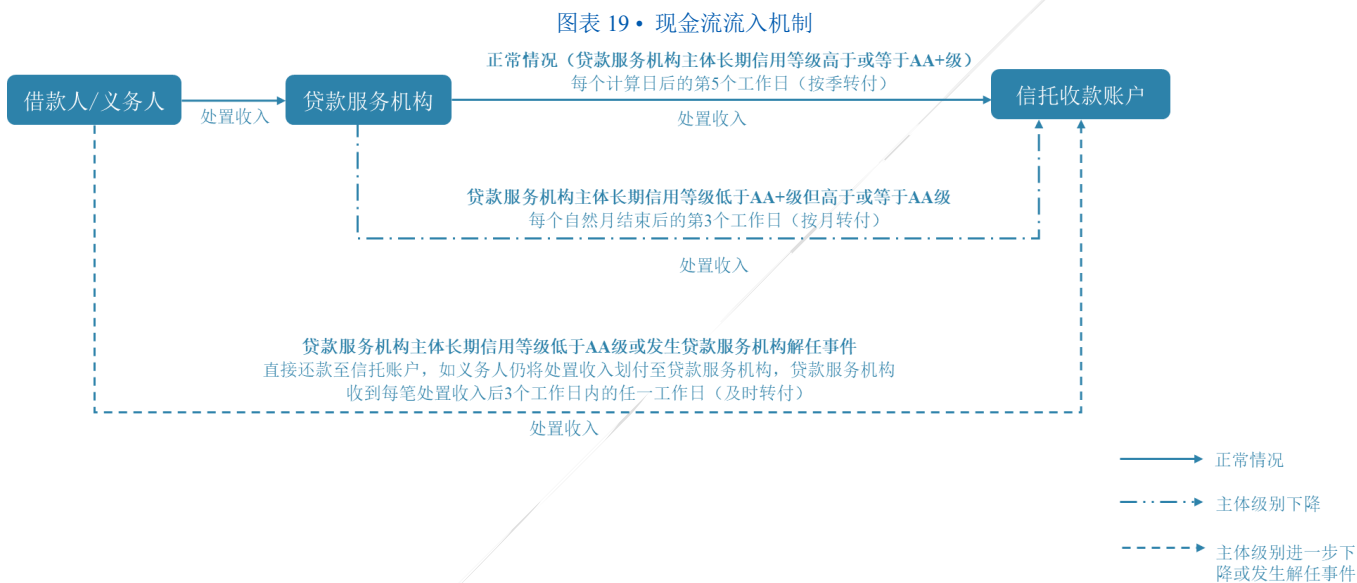 图表 19• 现金流流入机制
正常情况（贷款服务机构主体长期信用等级高于或等于AA+级）
每个计算日后的第5个工作日（按季转付）
借款人/义务人
处置收入
贷款服务机构
处置收入
信托收款账户
贷款服务机构主体长期信用等级低于AA+级但高于或等于AA级
每个自然月结束后的第3个工作日（按月转付）
处置收入
贷款服务机构主体长期信用等级低于AA级或发生贷款服务机构解任事件
直接还款至信托账户，如义务人仍将处置收入划付至贷款服务机构，贷款服务机构
收到每笔处置收入后3个工作日内的任一工作日（及时转付）
处置收入
正常情况
主体级别下降
主体级别进一步下
降或发生解任事件